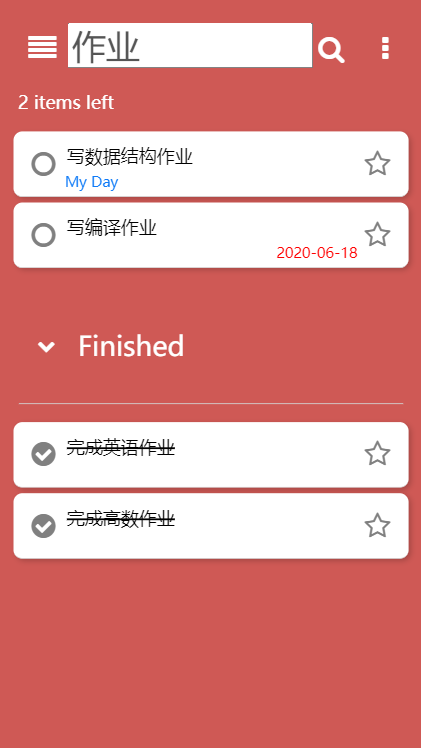 作业
2 items left
写数据结构作业
My Day
写编译作业
2020-06-18
Finished
完成英语作业
完成高数作业